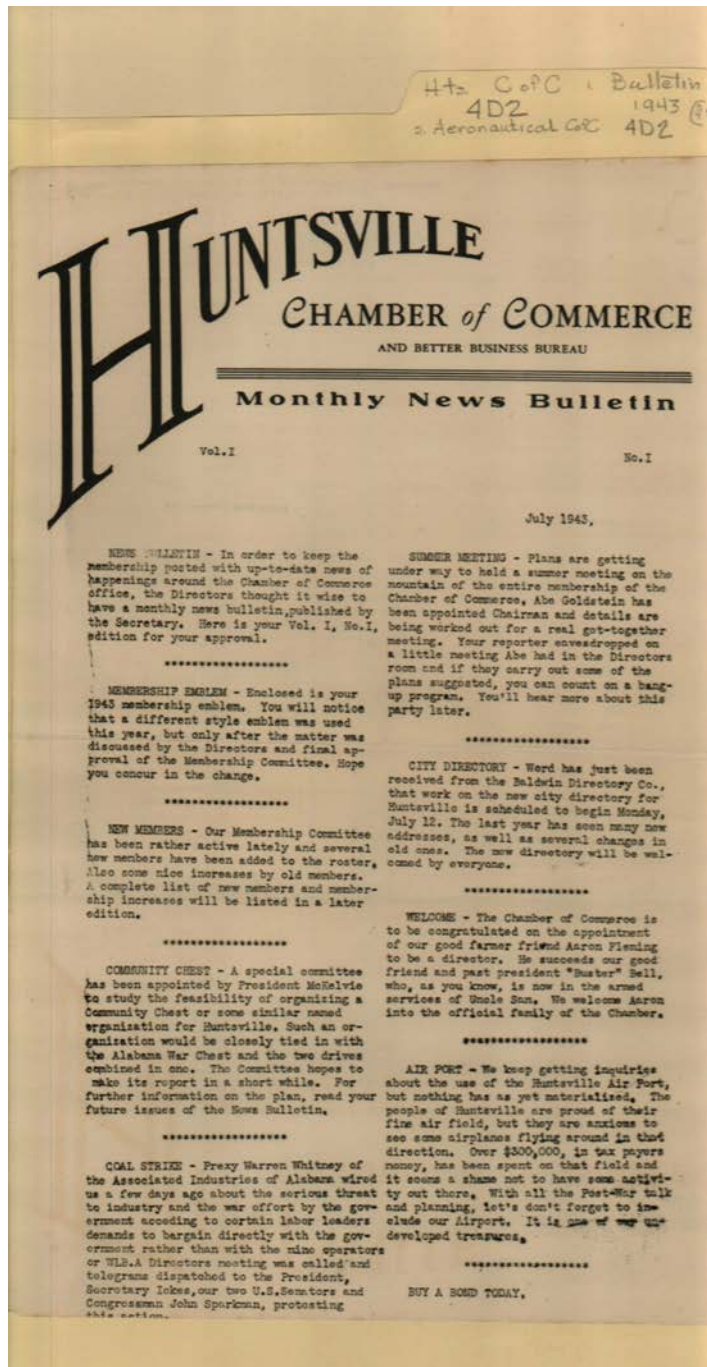 Hts C of C : Bulletin
4D2 1943
2. Aeronautical CofC 4D2
HUNTSVILLE
CHAMBER of COMMERCE
AND BETTER BUSINESS BUREAU
Monthly News Bulletin
Vol.I No.I
July 1943,
NEWS BULLETIN - In order to keep the
membership posted with up-to-date news of
happenings around the Chamber of Commerce
office, the Directors thought it wise to
have a monthly news bulletin,published by
the Secretary. Here is your Vol. I, No.I,
edition for your approval.
*******************
MEMBERSHIP EMBLEM - Enclosed is your
1943 membership emblem. You will notice
that a different style emblem was used
this year, but only after the matter was
discussed by the Directors and final ap-
proval of the Membership Committee. Hope
you concur in the change.
*******************
NEW MEMBERS - Our Membership Committee
has been rather active lately and several
new members have been added to the roster.
Also some nice increases by old members.
A complete list of new members and member-
ship increases will be listed in a later
edition.
*******************
COMMUNITY CHEST - A special committee
has been appointed by President McKelvie
to study the feasibility of organizing a
Community Chest or some similar named
organization for Huntsville. Such an or-
ganization would be closely tied in with
the Alabama War Chest and the two drives
combined in one. The Committee hopes to
make its report in a short while. For
further information on the plan, read your
future issues of the News Bulletin.
*******************
COAL STRIKE - Prexy Warren Whitney of
the Associated Industries of Alabama wired
us a few days ago about the serious threat
to industry and the war effort by the gov-
ernment acceding to certain labor leaders
demands to bargain directly with the gov-
ernment rather than with the mine operators
or WLB.A Directors meeting was called and
telegrams dispatched to the President,
Secretary Ickes,our two U.S.Senators and
Congressman John Sparkman, protesting
this action.
SUMMER MEETING - Plans are getting
under way to hold a summer meeting on the
mountain of the entire membership of the
Chamber of Commerce. Abe Goldstein has
been appointed Chairman and details are
being worked out for a real get-together
meeting. Your reporter eavesdropped on
a little meeting Abe had in the Directors
room and if they carry out some of the
plans suggested, you can count on a bang-
up program. You'll hear more about this
party later.
*******************
CITY DIRECTORY - Word has just been
received from the Baldwin Directory Co.,
that work on the new city directory for
Huntsville is scheduled to begin Monday,
July 12. The last year has seen many new
addresses, as well as several changes in
old ones. The new directory will be wel-
comed by everyone.
*******************
WELCOME - The Chamber of Commerce is
to be congratulated on the appointment
of our good farmer friend Aaron Fleming
to be a director. He succeeds our good
friend and past president "Buster" Bell,
who, as you know, is now in the armed
services of Uncle Sam. We welcome Aaron
into the official family of the Chamber.
*******************
AIR PORT - We keep getting inquiries
about the use of the Huntsville Air Port,
but nothing has as yet materialized. The
people of Huntsville are proud of their
fine air field, but they are anxious to
see some airplanes flying around in that
direction. Over $300,000, in tax payers
money, has been spent on that field and
it seems a shame not to have some activi-
ty out there. With all the Post-War talk
and planning, let's don't forget to in-
clude our Airport. It is one of our un-
developed treasures.
*******************
BUY A BOND TODAY.